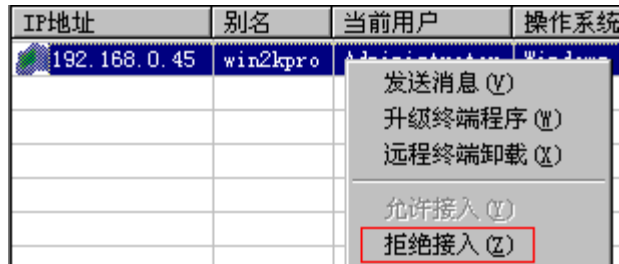 IP地址 别名 当前用户 操作系统
192.168.0.45 win2kpro
发送消息(V)
升级终端程序(W)
远程终端卸载(X)
允许接入(Y)
拒绝接入(Z)